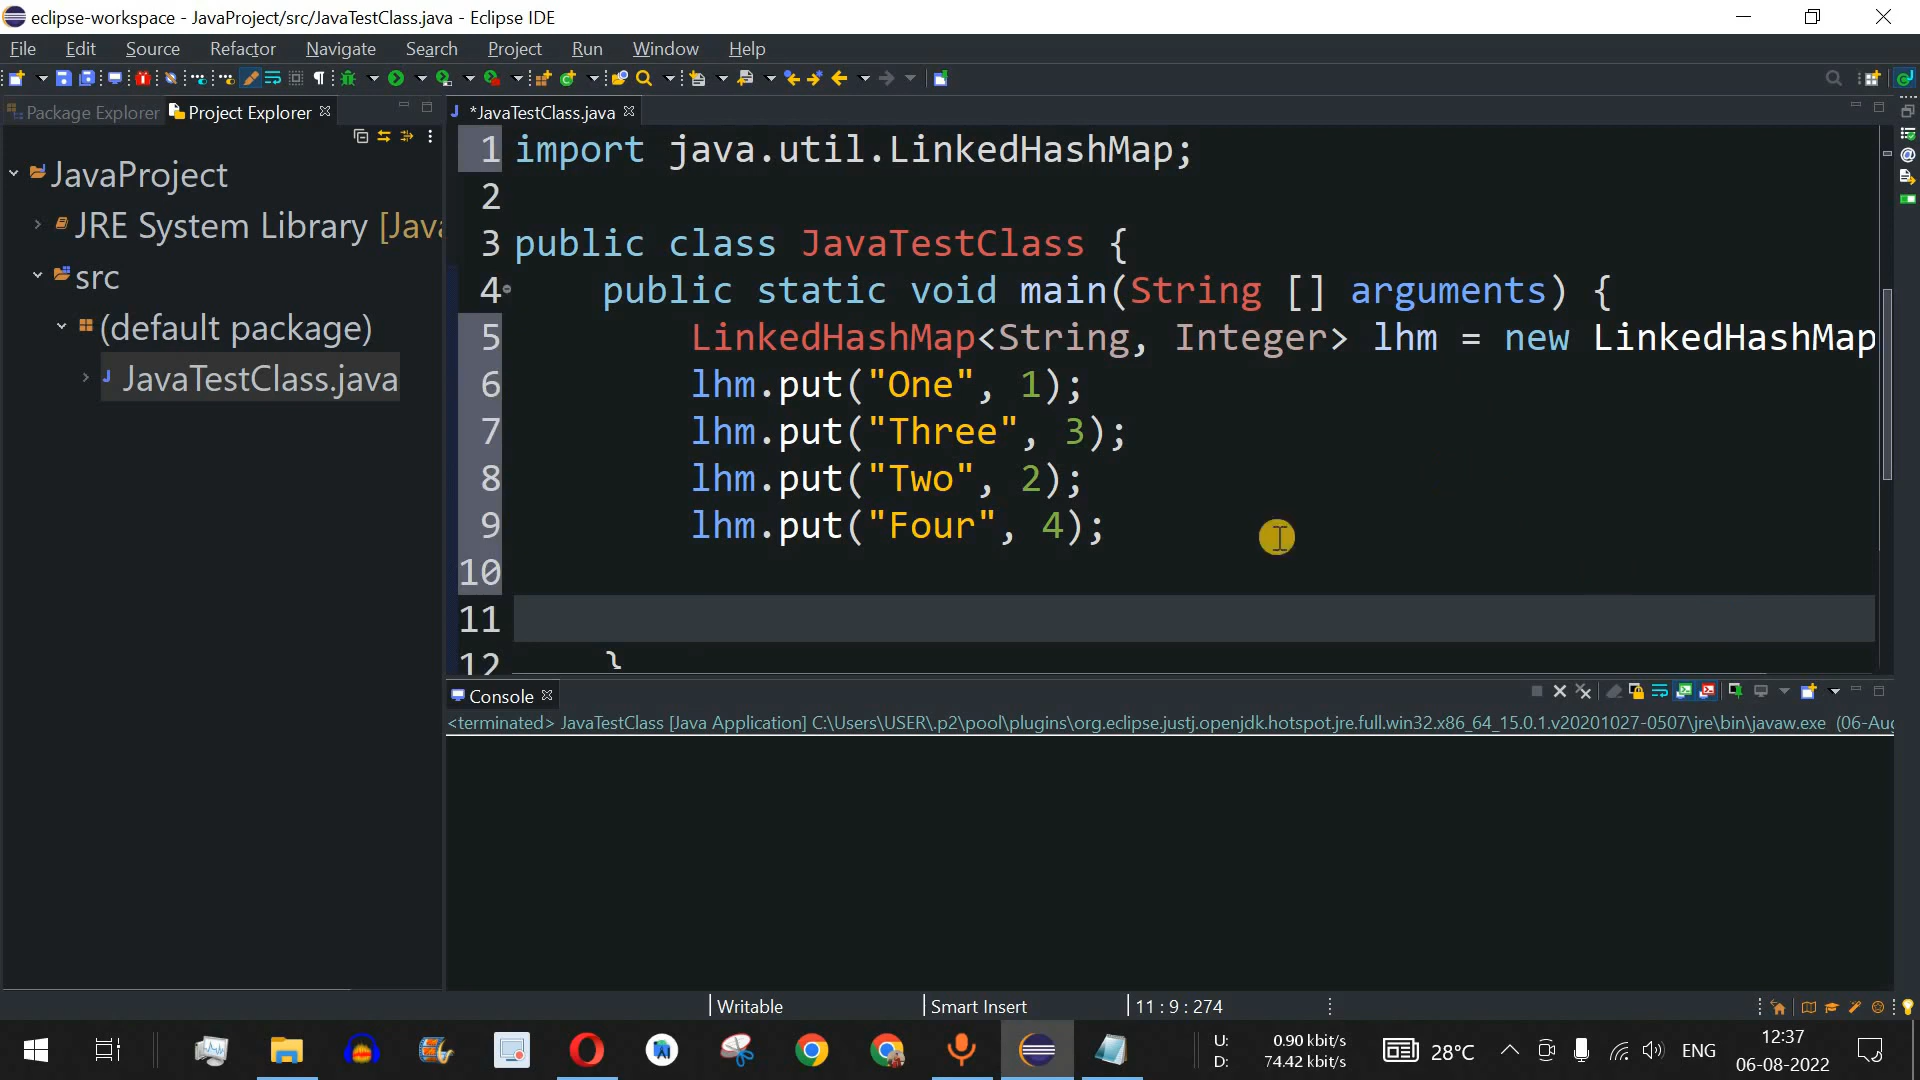 eclipse-workspace - JavaProject/src/JavaTestClass.java - Eclipse IDE
File Edit Source Refactor Navigate Search Project Run Window Help
Package Explorer Project Explorer *JavaTestClass.java
JavaProject
JRE System Library [Java
src
(default package)
JavaTestClass.java
1 import java.util.LinkedHashMap;
2
3 public class JavaTestClass {
4 public static void main(String [] arguments) {
5 LinkedHashMap<String, Integer> lhm = new LinkedHashMap
6 lhm.put("One", 1);
7 lhm.put("Three", 3);
8 lhm.put("Two", 2);
9 lhm.put("Four", 4);
10
11
12 }
Console
<terminated> JavaTestClass [Java Application] C:\Users\USER\.p2\pool\plugins\org.eclipse.justj.openjdk.hotspot.jre.full.win32.x86_64_15.0.1.v20201027-0507\jre\bin\javaw.exe (06-Aug
Writable Smart Insert 11 : 9 : 274
U: 0.90 kbit/s
D: 74.42 kbit/s
28°C ENG
12:37
06-08-2022